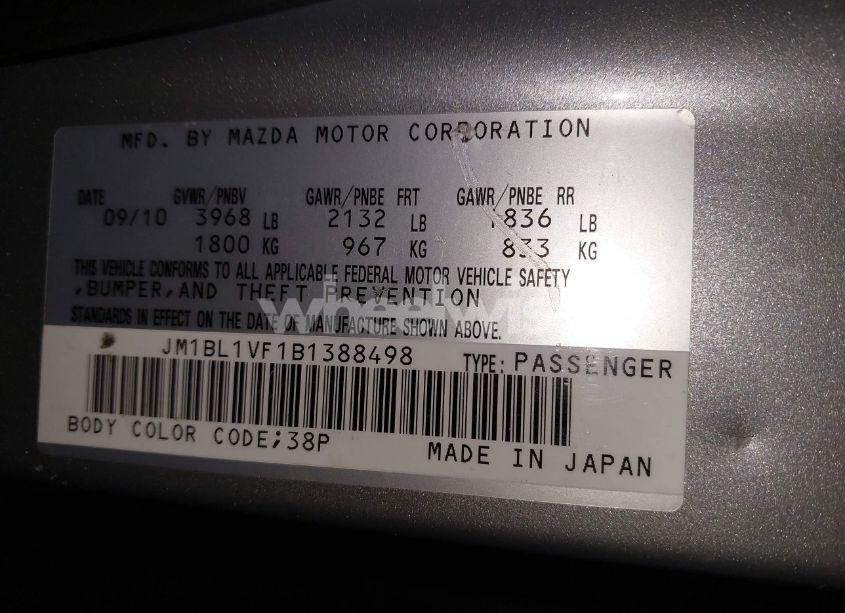 MFD. BY MAZDA MOTOR CORPORATION
DATE GVWR/PNBV GAWR/PNBE FRT GAWR/PNBE RR
09/10 3968 LB 2132 LB 1836 LB
1800 KG 967 KG 833 KG
THIS VEHICLE CONFORMS TO ALL APPLICABLE FEDERAL MOTOR VEHICLE SAFETY
,BUMPER,AND THEFT PREVENTION
STANDARDS IN EFFECT ON THE DATE OF MANUFACTURE SHOWN ABOVE.
JM1BL1VF1B1388498 TYPE: PASSENGER
BODY COLOR CODE;38P
MADE IN JAPAN